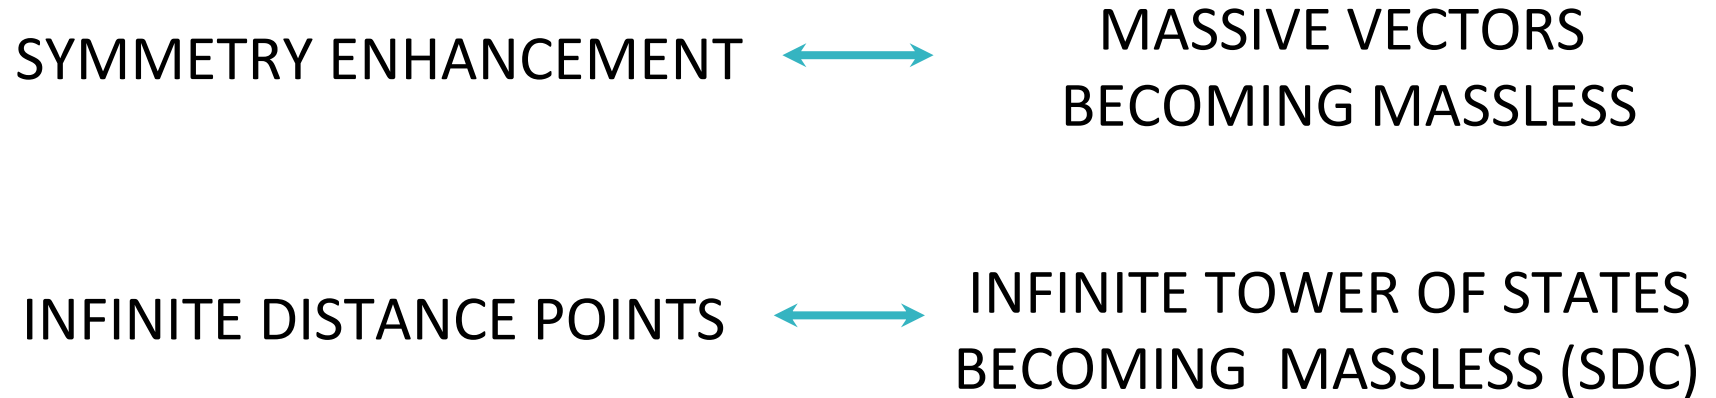 SYMMETRY ENHANCEMENT
MASSIVE VECTORS
BECOMING MASSLESS
INFINITE DISTANCE POINTS
INFINITE TOWER OF STATES
BECOMING MASSLESS (SDC)